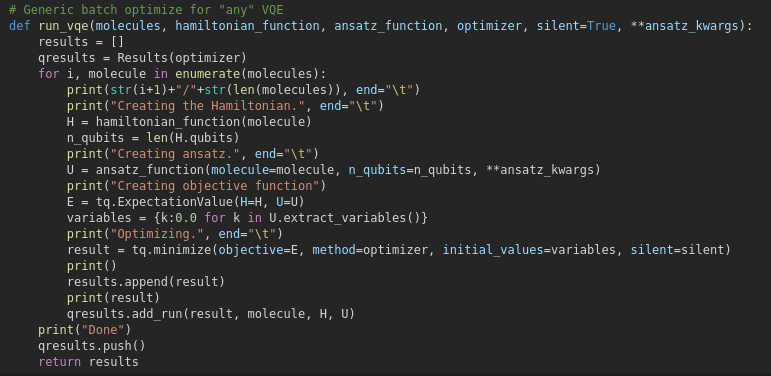 # Generic batch optimize for "any" VQE
def run_vqe(molecules, hamiltonian_function, ansatz_function, optimizer, silent=True, **ansatz_kwargs):
    results = []
    qresults = Results(optimizer)
    for i, molecule in enumerate(molecules):
        print(str(i+1)+"/"+str(len(molecules)), end="\t")
        print("Creating the Hamiltonian.", end="\t")
        H = hamiltonian_function(molecule)
        n_qubits = len(H.qubits)
        print("Creating ansatz.", end="\t")
        U = ansatz_function(molecule=molecule, n_qubits=n_qubits, **ansatz_kwargs)
        print("Creating objective function")
        E = tq.ExpectationValue(H=H, U=U)
        variables = {k:0.0 for k in U.extract_variables()}
        print("Optimizing.", end="\t")
        result = tq.minimize(objective=E, method=optimizer, initial_values=variables, silent=silent)
        print()
        results.append(result)
        print(result)
        qresults.add_run(result, molecule, H, U)
    print("Done")
    qresults.push()
    return results